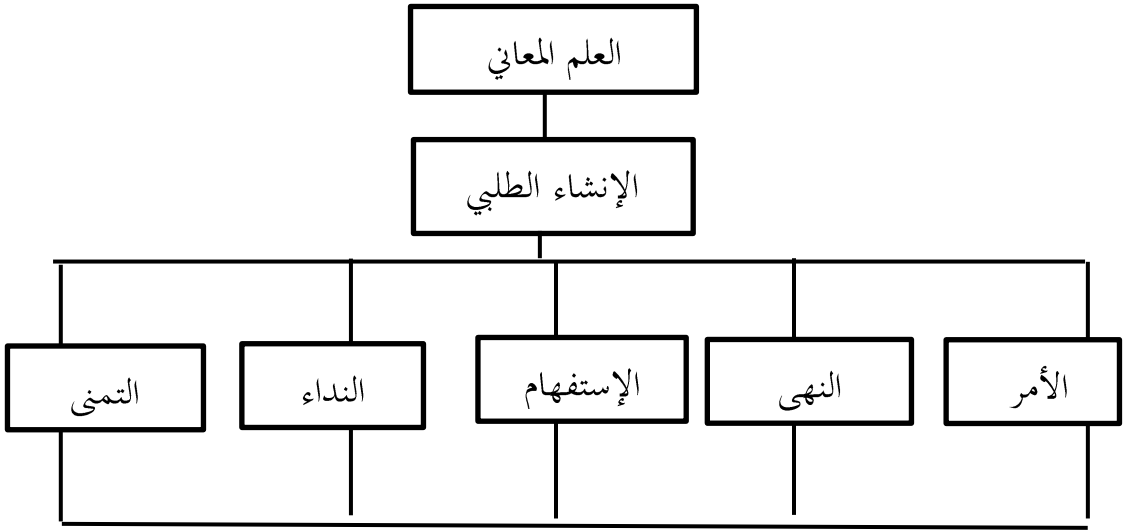 العلم المعاني
الإنشاء الطلبي
الأمر
النهى
الإستفهام
النداء
التمنى